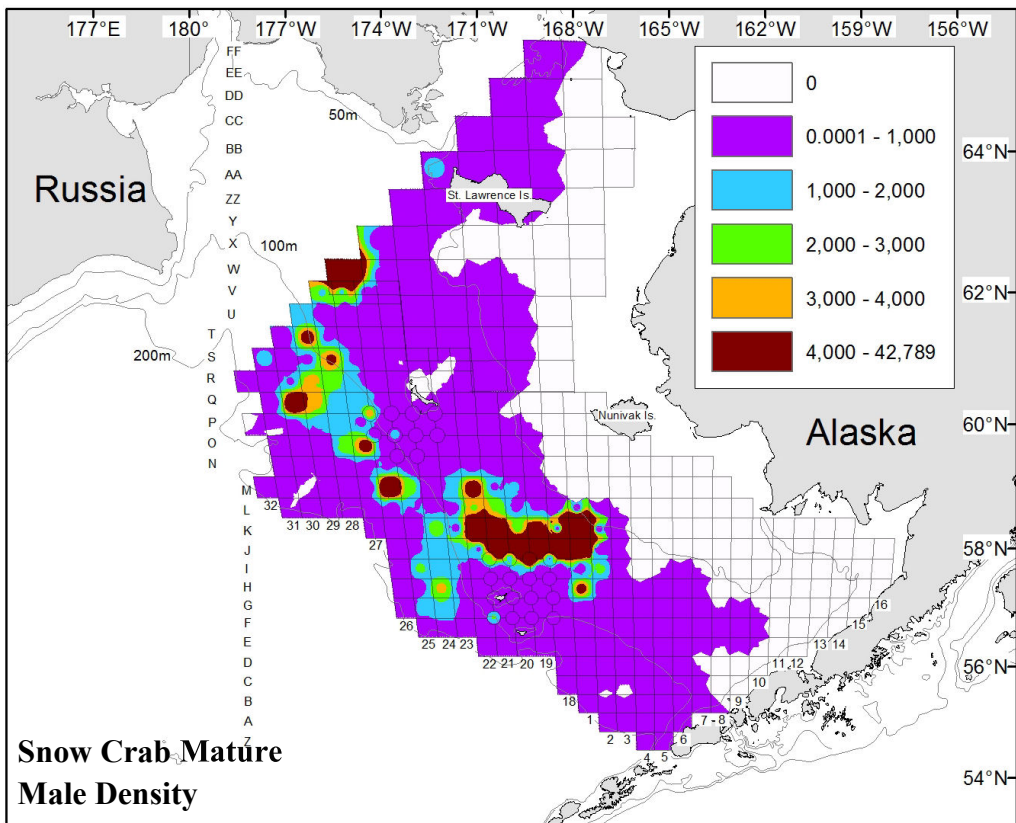 177°E 180° 177°W 174°W 171°W 168°W 165°W 162°W 159°W 156°W
FF
EE
DD
CC
BB
AA
ZZ
Y
X
W
V
U
T
S
R
Q
P
O
N
M
L
K
J
I
H
G
F
E
D
C
B
A
Z
50m
100m
200m
Russia
St. Lawrence Is.
Nunivak Is.
Alaska
0
0.0001 - 1,000
1,000 - 2,000
2,000 - 3,000
3,000 - 4,000
4,000 - 42,789
64°N
62°N
60°N
58°N
56°N
54°N
32
31 30 29 28
27
26
25 24 23
22 21 20 19
18
1
2 3
4 5
6
7 - 8
9
10
11 12
13 14
15
16
Snow Crab Mature
Male Density